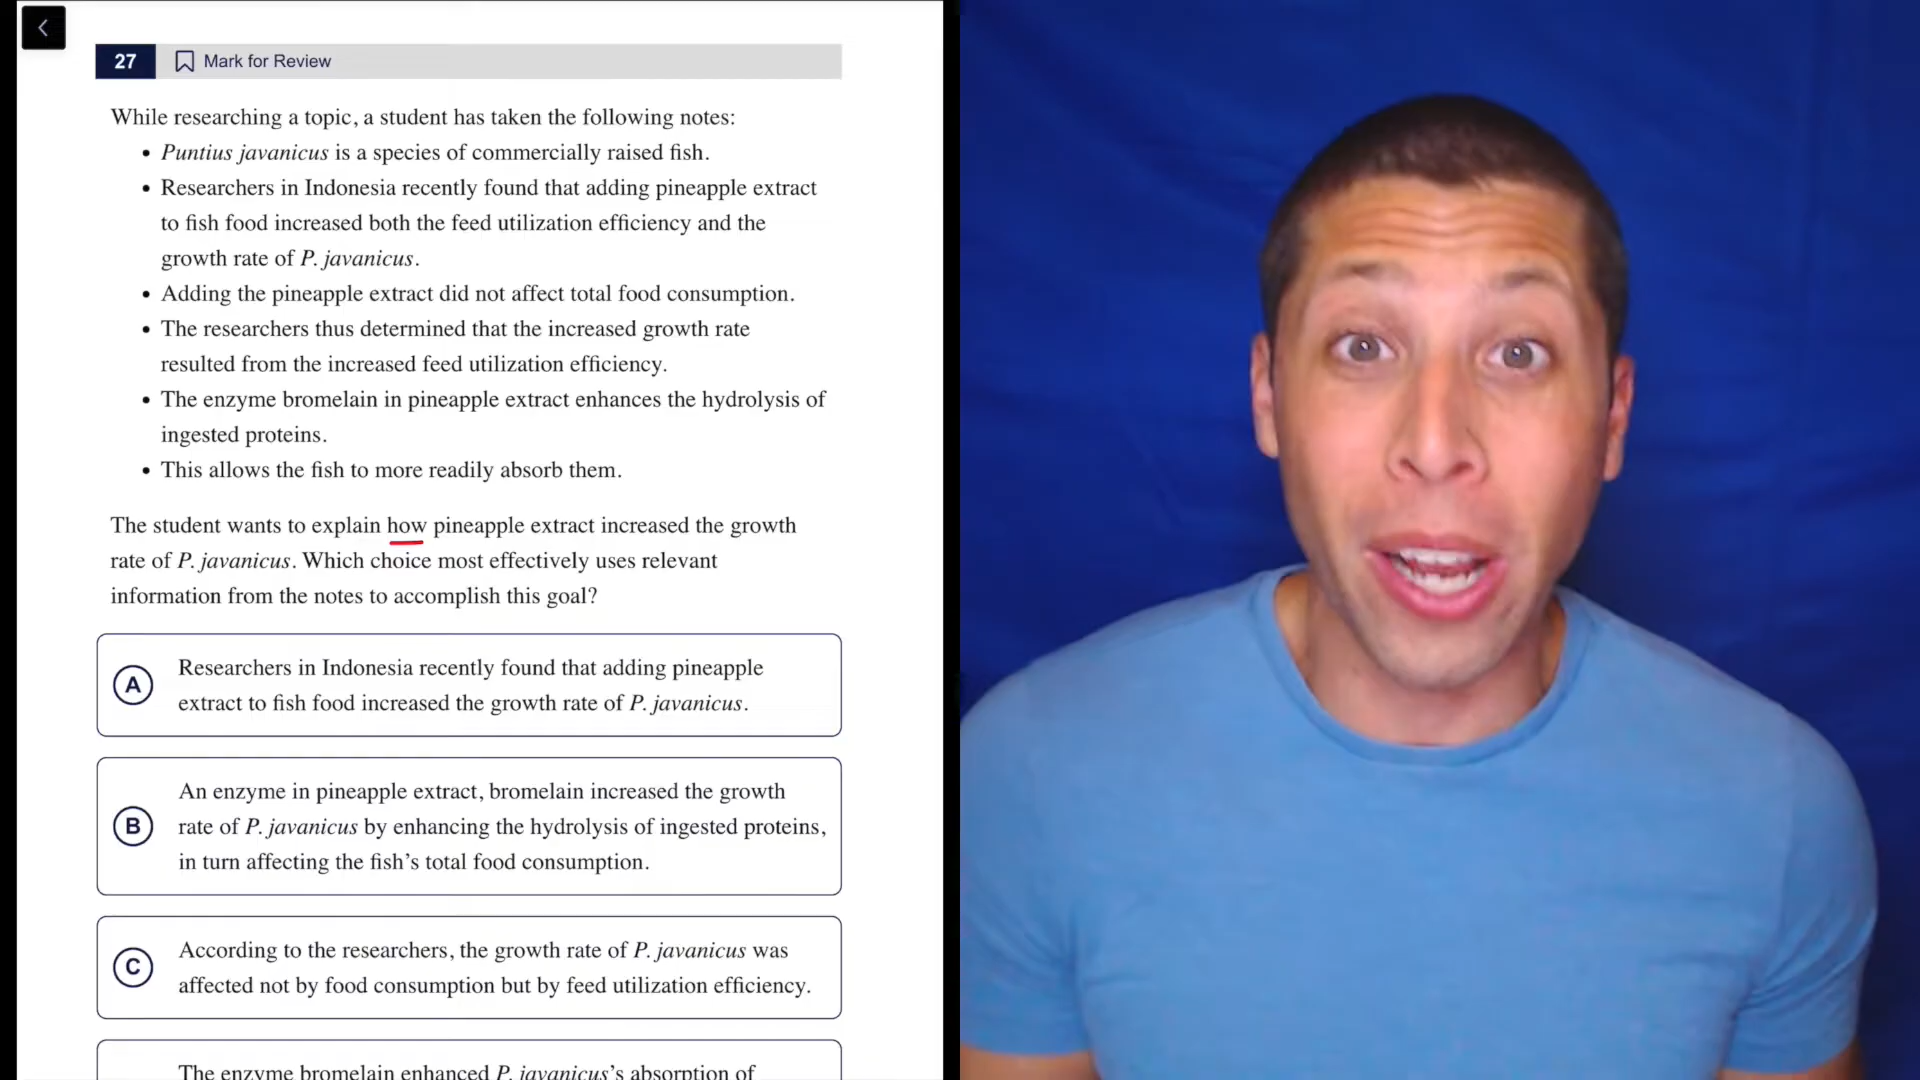 27 Mark for Review
While researching a topic, a student has taken the following notes:
• Puntius javanicus is a species of commercially raised fish.
• Researchers in Indonesia recently found that adding pineapple extract
to fish food increased both the feed utilization efficiency and the
growth rate of P. javanicus.
• Adding the pineapple extract did not affect total food consumption.
• The researchers thus determined that the increased growth rate
resulted from the increased feed utilization efficiency.
• The enzyme bromelain in pineapple extract enhances the hydrolysis of
ingested proteins.
• This allows the fish to more readily absorb them.
The student wants to explain how pineapple extract increased the growth
rate of P. javanicus. Which choice most effectively uses relevant
information from the notes to accomplish this goal?
A Researchers in Indonesia recently found that adding pineapple
extract to fish food increased the growth rate of P. javanicus.
B An enzyme in pineapple extract, bromelain increased the growth
rate of P. javanicus by enhancing the hydrolysis of ingested proteins,
in turn affecting the fish’s total food consumption.
C According to the researchers, the growth rate of P. javanicus was
affected not by food consumption but by feed utilization efficiency.
The enzyme bromelain enhanced P. javanicus’s absorption of